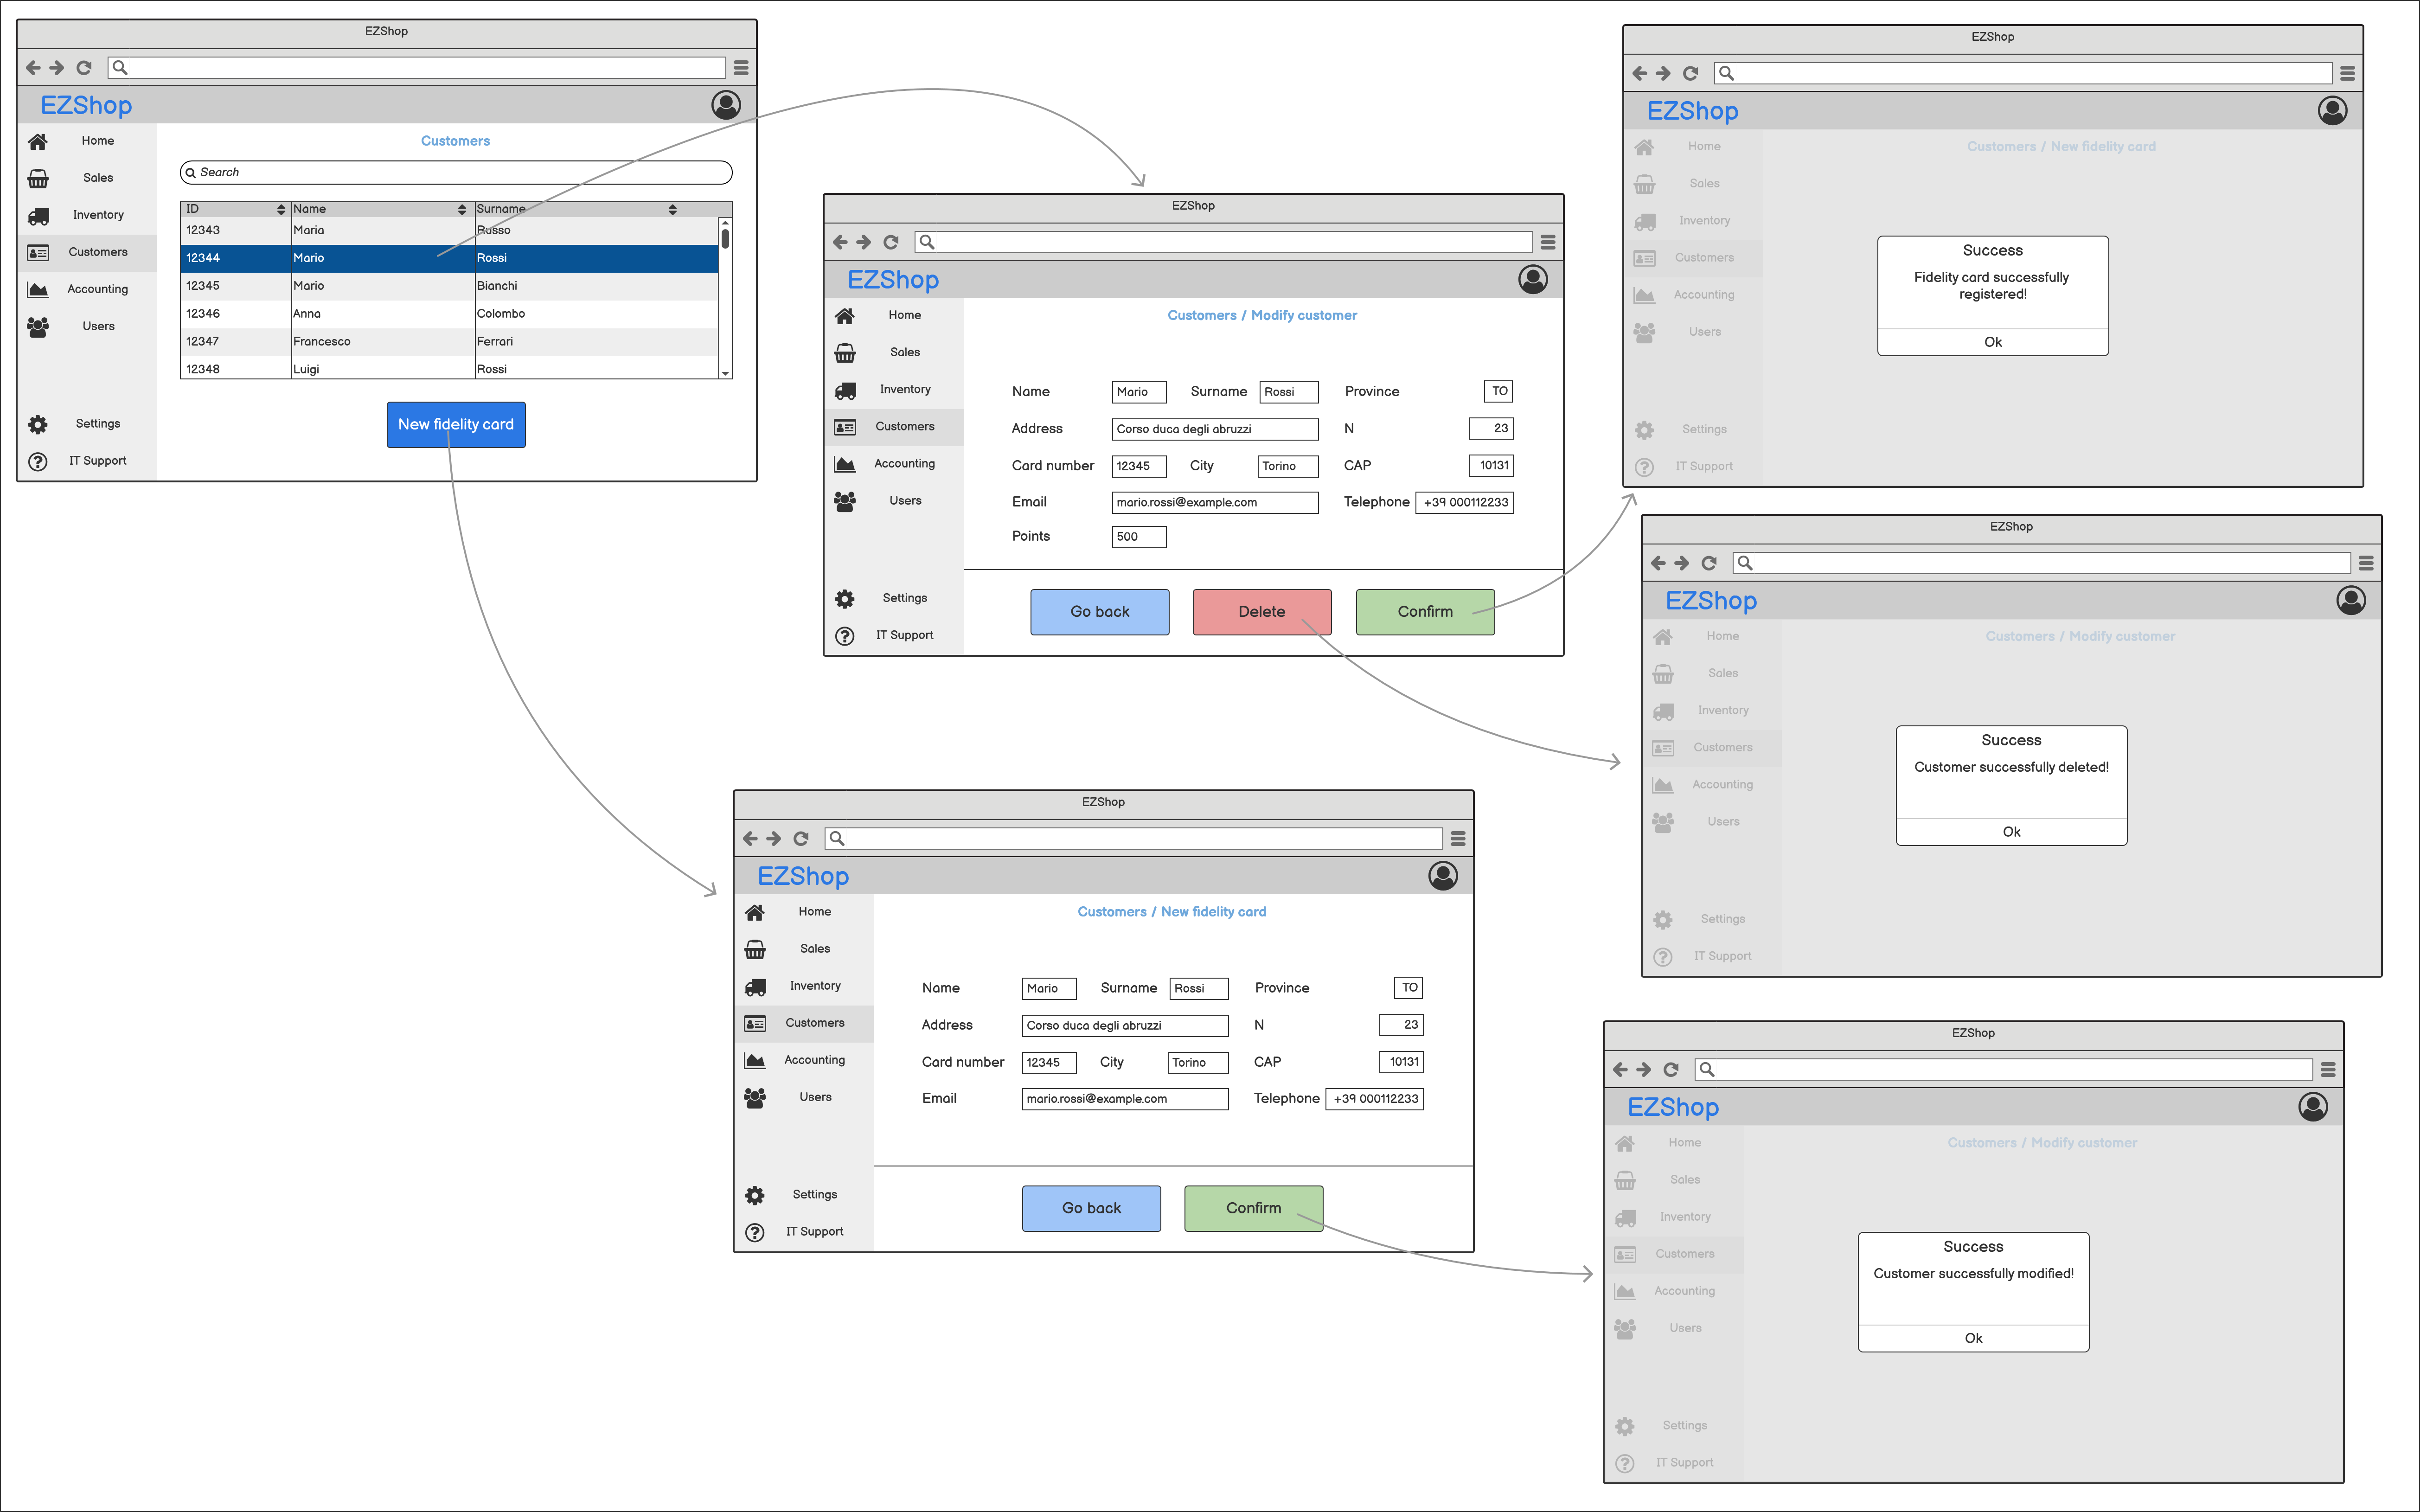 EZShop
EZShop
Home
Sales
Inventory
Customers
Accounting
Users
Settings
IT Support
Customers
Search
ID Name Surname
12343 Maria Russo
12344 Mario Rossi
12345 Mario Bianchi
12346 Anna Colombo
12347 Francesco Ferrari
12348 Luigi Rossi
New fidelity card
EZShop
EZShop
Home
Sales
Inventory
Customers
Accounting
Users
Settings
IT Support
Customers / Modify customer
Name Mario Surname Rossi Province TO
Address Corso duca degli abruzzi N 23
Card number 12345 City Torino CAP 10131
Email mario.rossi@example.com Telephone +39 000112233
Points 500
Go back Delete Confirm
EZShop
EZShop
Home
Sales
Inventory
Customers
Accounting
Users
Settings
IT Support
Customers / New fidelity card
Success
Fidelity card successfully
registered!
Ok
EZShop
EZShop
Home
Sales
Inventory
Customers
Accounting
Users
Settings
IT Support
Customers / Modify customer
Success
Customer successfully deleted!
Ok
EZShop
EZShop
Home
Sales
Inventory
Customers
Accounting
Users
Settings
IT Support
Customers / New fidelity card
Name Mario Surname Rossi Province TO
Address Corso duca degli abruzzi N 23
Card number 12345 City Torino CAP 10131
Email mario.rossi@example.com Telephone +39 000112233
Go back Confirm
EZShop
EZShop
Home
Sales
Inventory
Customers
Accounting
Users
Settings
IT Support
Customers / Modify customer
Success
Customer successfully modified!
Ok